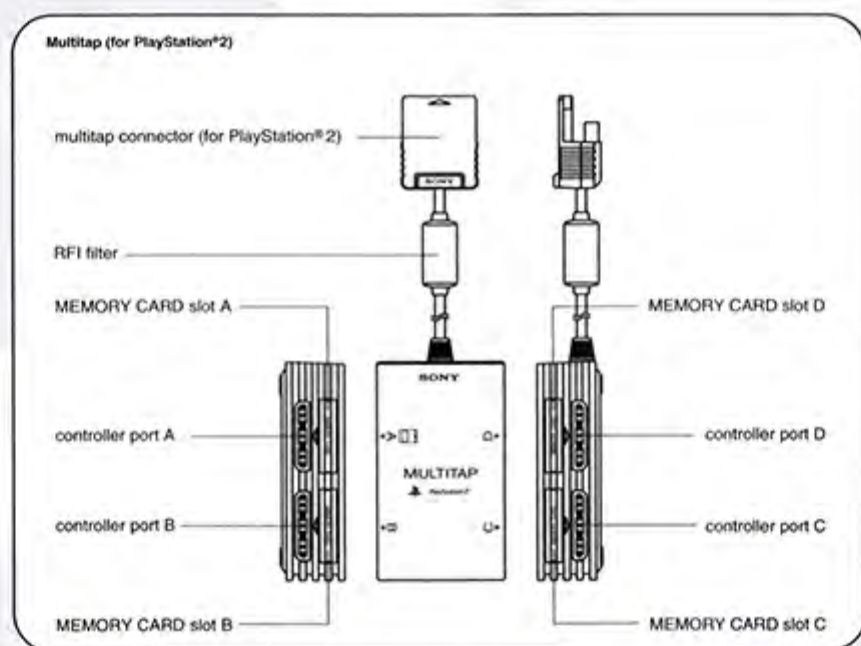 Multitap (for PlayStation®2)
multitap connector (for PlayStation® 2)
SONY
RFI filter
MEMORY CARD slot A
MEMORY CARD slot D
SONY
controller port A
A
D
controller port D
MULTITAP
controller port B
B
C
controller port C
MEMORY CARD slot B
MEMORY CARD slot C